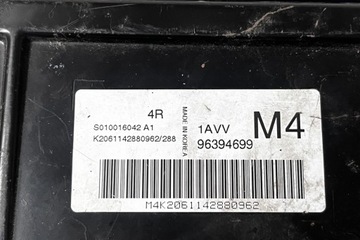 4R
S010016042 A1
K2061142880962/288
MADE IN KOREA
1AVV
96394699
M4
M4K2061142880962